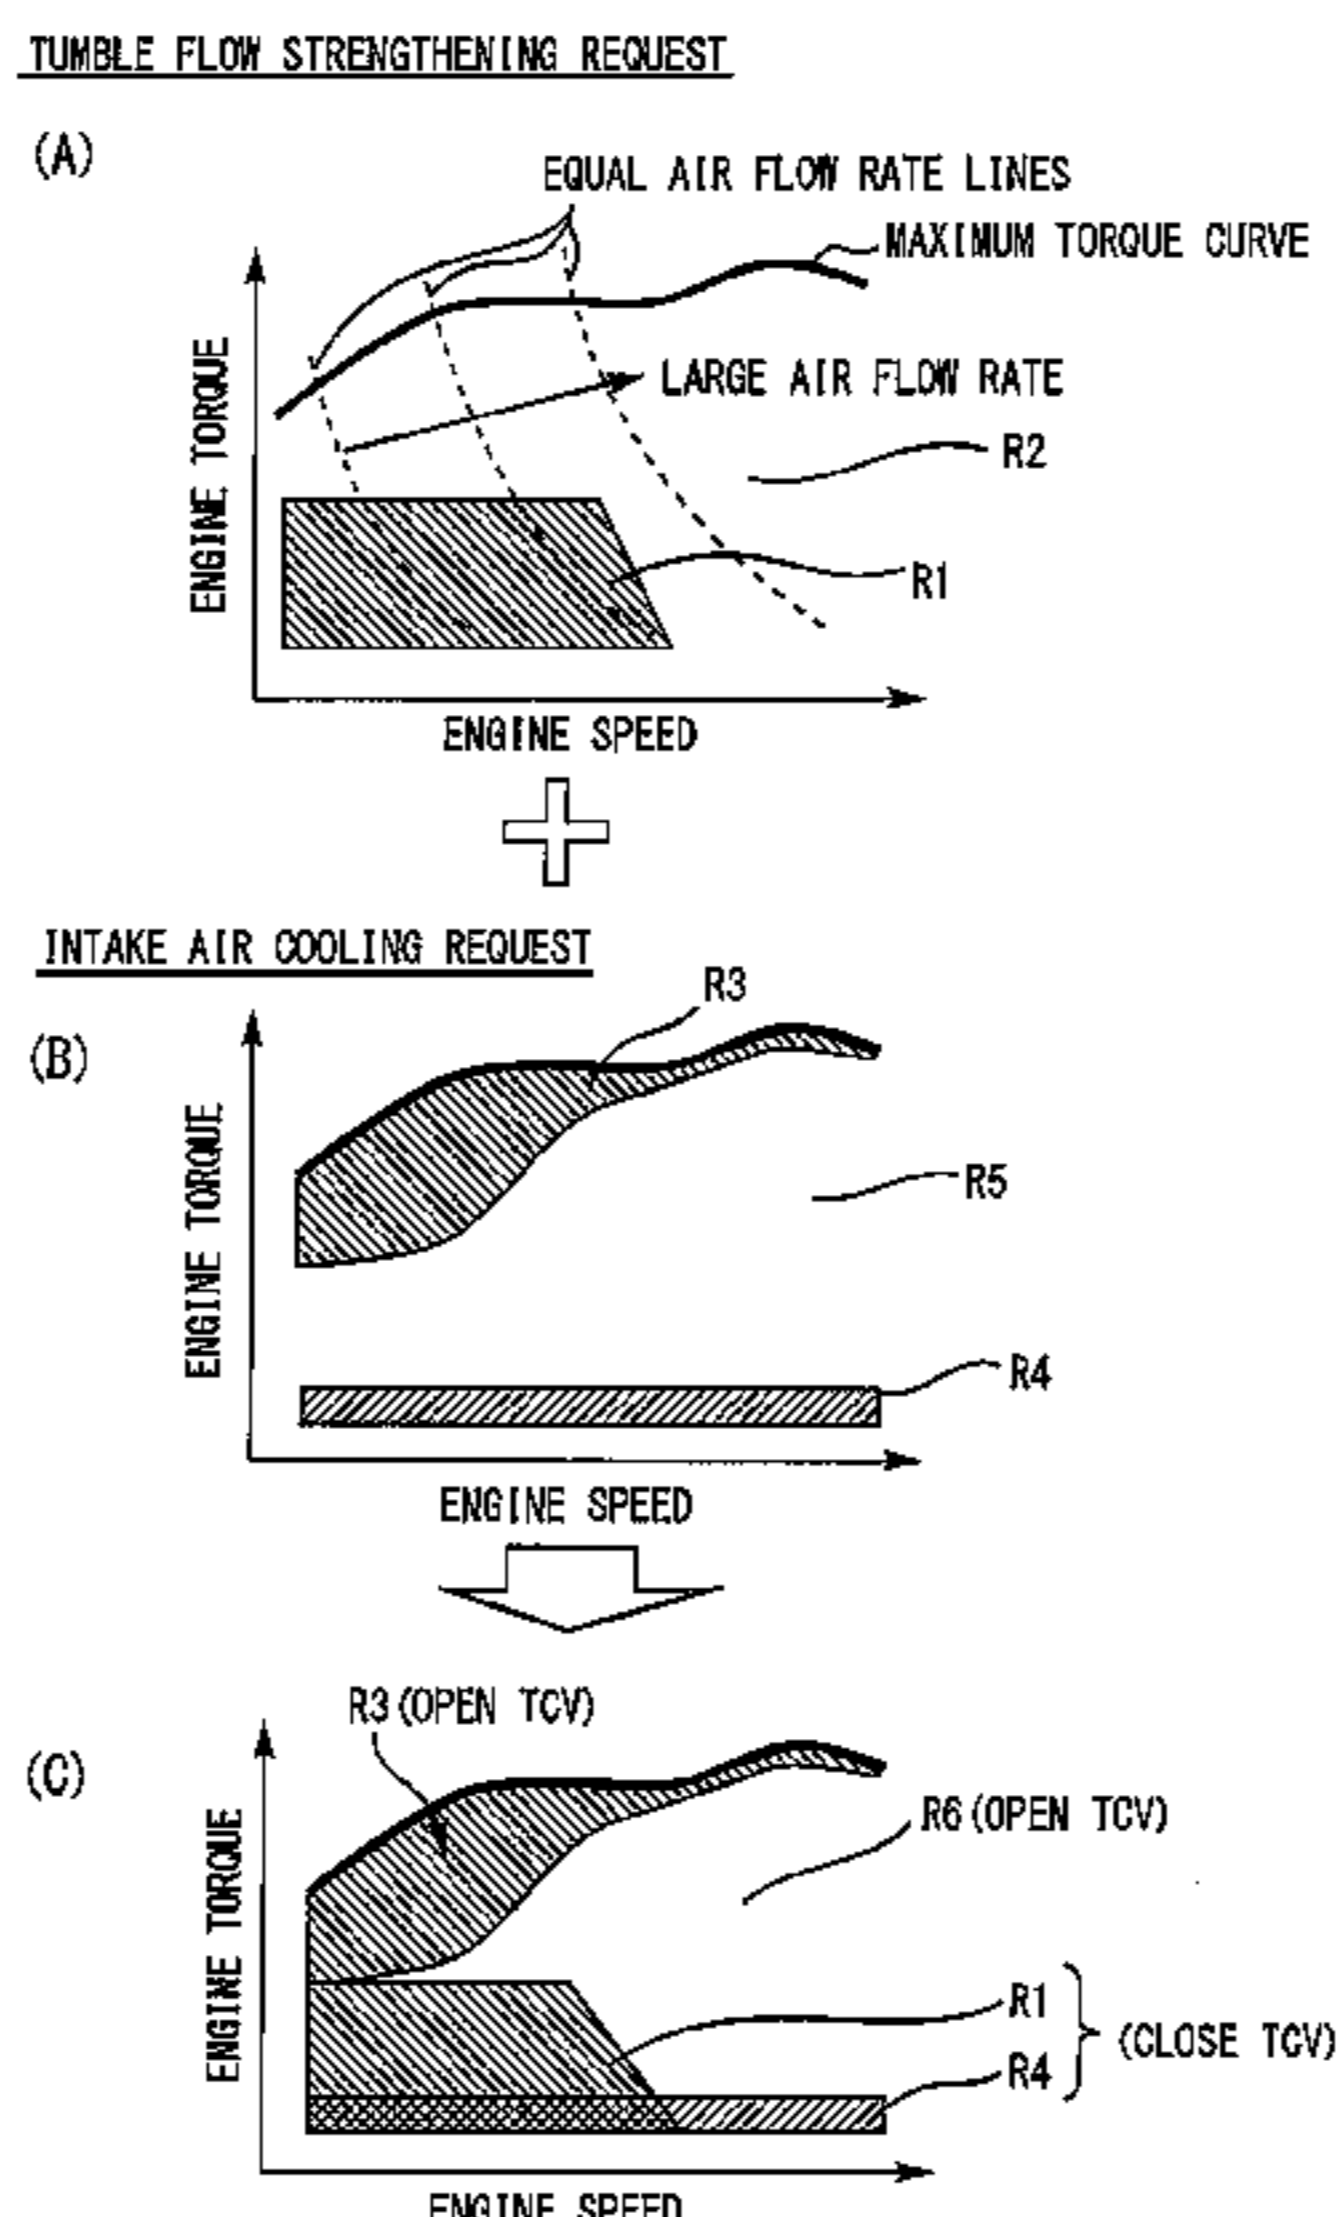 TUMBLE FLOW STRENGTHENING REQUEST
(A)
EQUAL AIR FLOW RATE LINES
MAXIMUM TORQUE CURVE
LARGE AIR FLOW RATE
R2
R1
ENGINE TORQUE
ENGINE SPEED
INTAKE AIR COOLING REQUEST
(B)
R3
R5
R4
ENGINE TORQUE
ENGINE SPEED
(C)
R3(OPEN TCV)
R6(OPEN TCV)
R1
R4
(CLOSE TCV)
ENGINE TORQUE
ENGINE SPEED